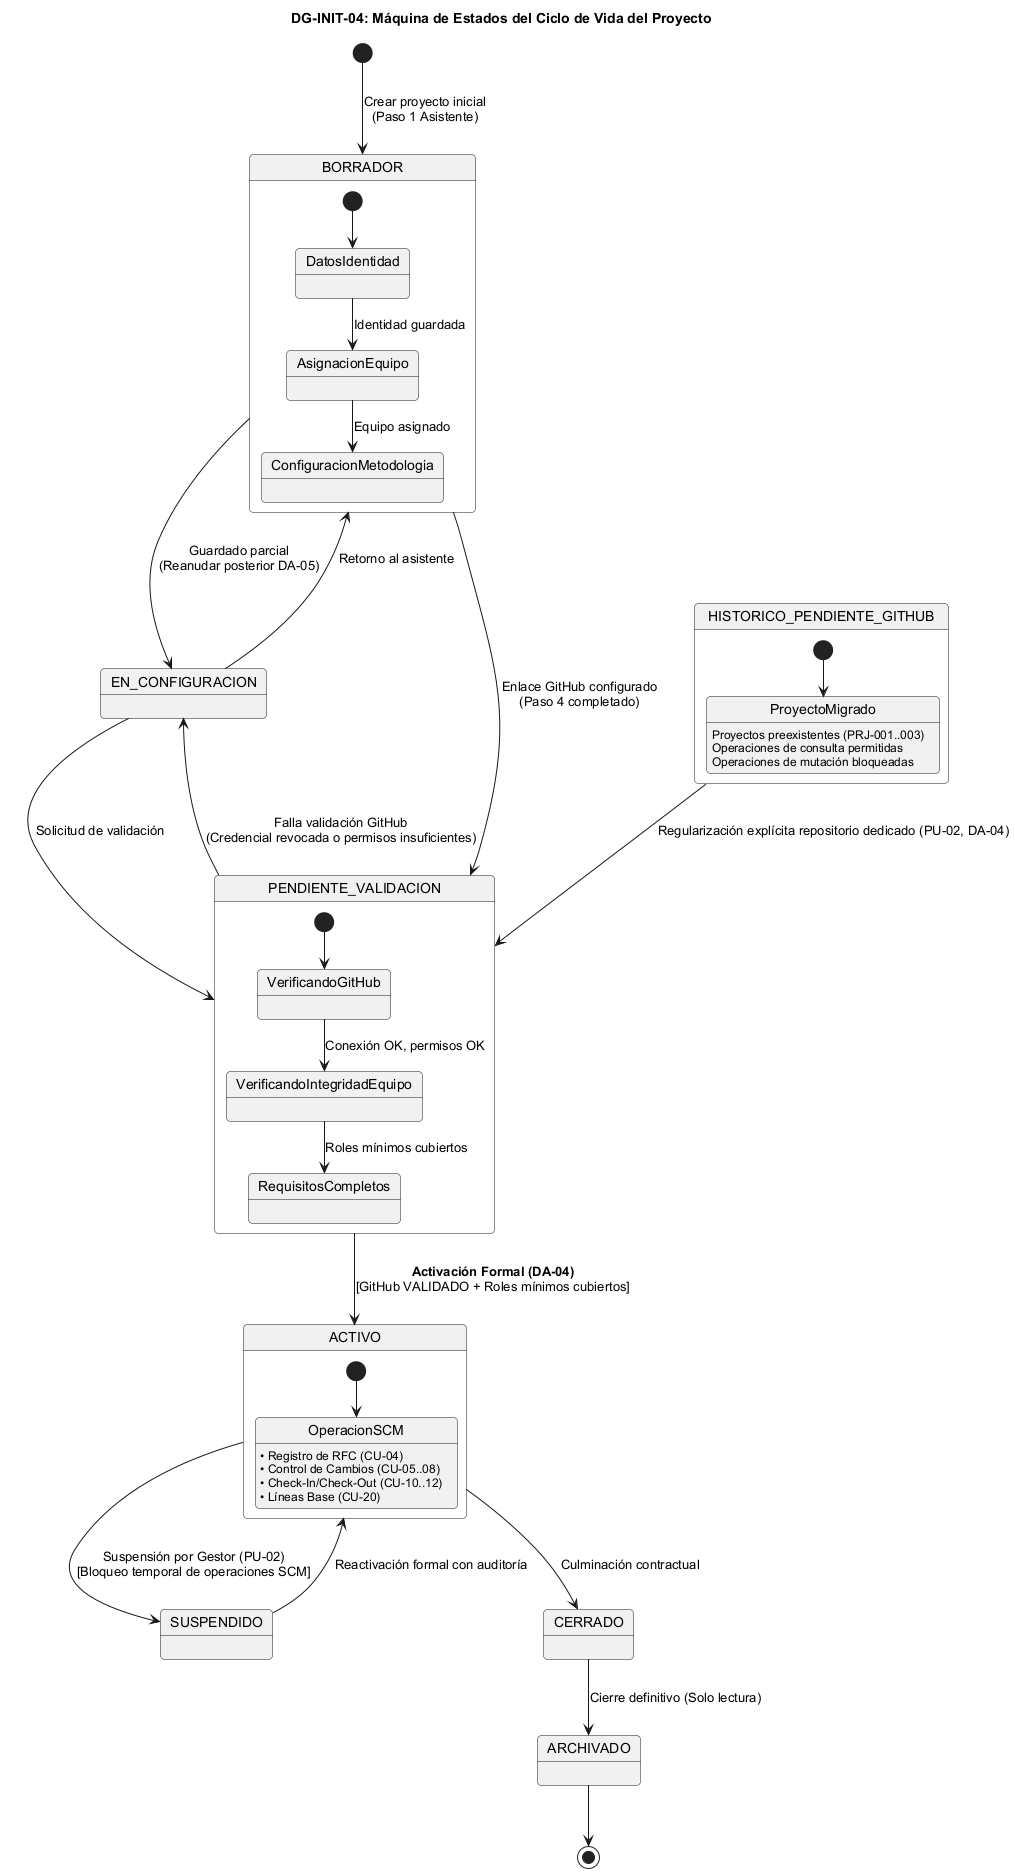 DG-INIT-04: Máquina de Estados del Ciclo de Vida del Proyecto
Crear proyecto inicial
(Paso 1 Asistente)
BORRADOR
DatosIdentidad
Identidad guardada
AsignacionEquipo
Equipo asignado
ConfiguracionMetodologia
Guardado parcial
(Reanudar posterior DA-05)
Retorno al asistente
HISTORICO_PENDIENTE_GITHUB
ProyectoMigrado
Proyectos preexistentes (PRJ-001..003)
Operaciones de consulta permitidas
Operaciones de mutación bloqueadas
EN_CONFIGURACION
Enlace GitHub configurado
(Paso 4 completado)
Solicitud de validación
Falla validación GitHub
(Credencial revocada o permisos insuficientes)
Regularización explícita repositorio dedicado (PU-02, DA-04)
PENDIENTE_VALIDACION
VerificandoGitHub
Conexión OK, permisos OK
VerificandoIntegridadEquipo
Roles mínimos cubiertos
RequisitosCompletos
Activación Formal (DA-04)
[GitHub VALIDADO + Roles mínimos cubiertos]
ACTIVO
OperacionSCM
• Registro de RFC (CU-04)
• Control de Cambios (CU-05..08)
• Check-In/Check-Out (CU-10..12)
• Líneas Base (CU-20)
Suspensión por Gestor (PU-02)
[Bloqueo temporal de operaciones SCM]
Reactivación formal con auditoría
Culminación contractual
SUSPENDIDO
CERRADO
Cierre definitivo (Solo lectura)
ARCHIVADO